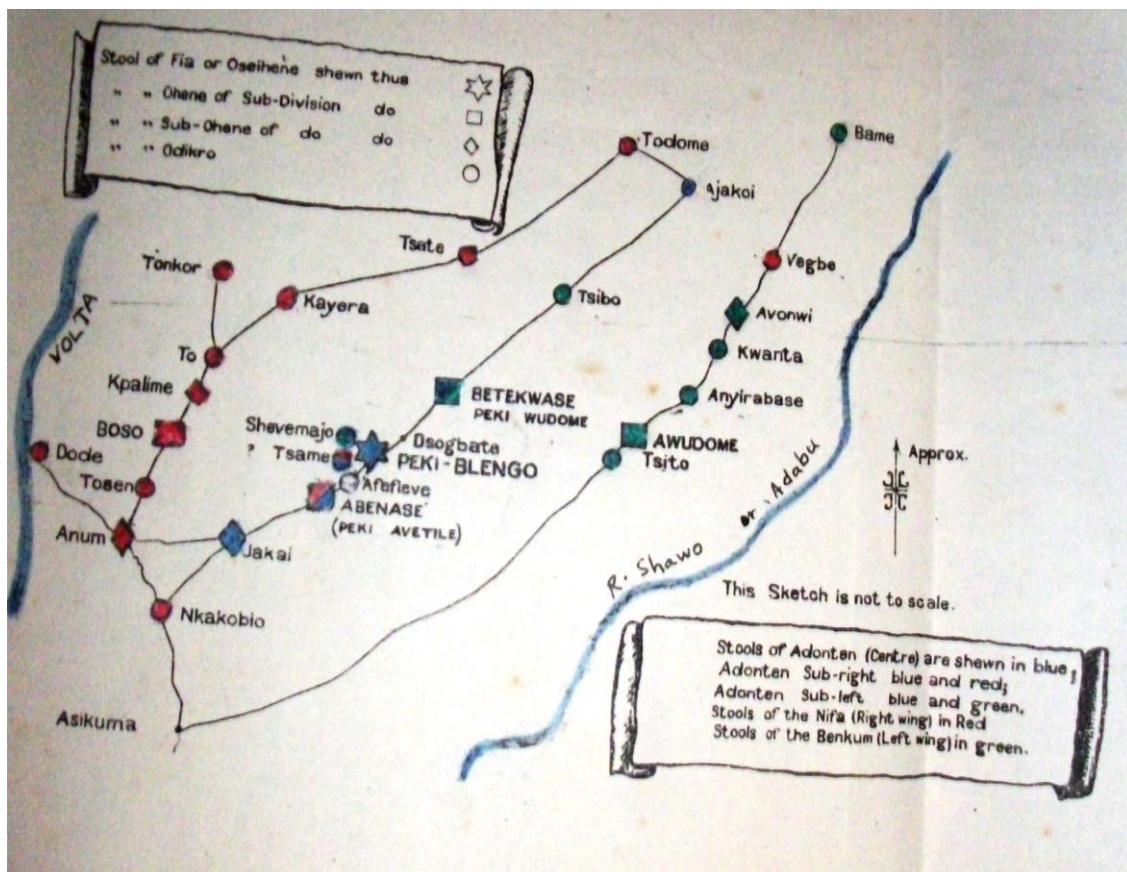 Stool of Fia or Oseihene shewn thus
" " Ohene of Sub-Division do
" " Sub-Ohene of do do
" " Odikro
Todome
Bame
Ajakoi
Tsate
Vegbe
Tonkor
Kayera
Tsibo
Avonwi
VOLTA
To
Kwanta
Kpalime
BETEKWASE
PEKI WUDOME
Anyirabase
BOSO
Shevemajo
Dsogbate
AWUDOME
Dode
? Tsame
PEKI-BLENGO
Tsito
Approx.
Tosen
Afefieve
ABENASE
(PEKI AVETILE)
Anum
Jakai
R. Shawo or Adabu
Nkakobio
This Sketch is not to scale.
Asikuma
Stools of Adonten (Centre) are shewn in blue;
Adonten Sub-right blue and red;
Adonten Sub-left blue and green.
Stools of the Nifa (Right wing) in Red
Stools of the Benkum (Left wing) in green.